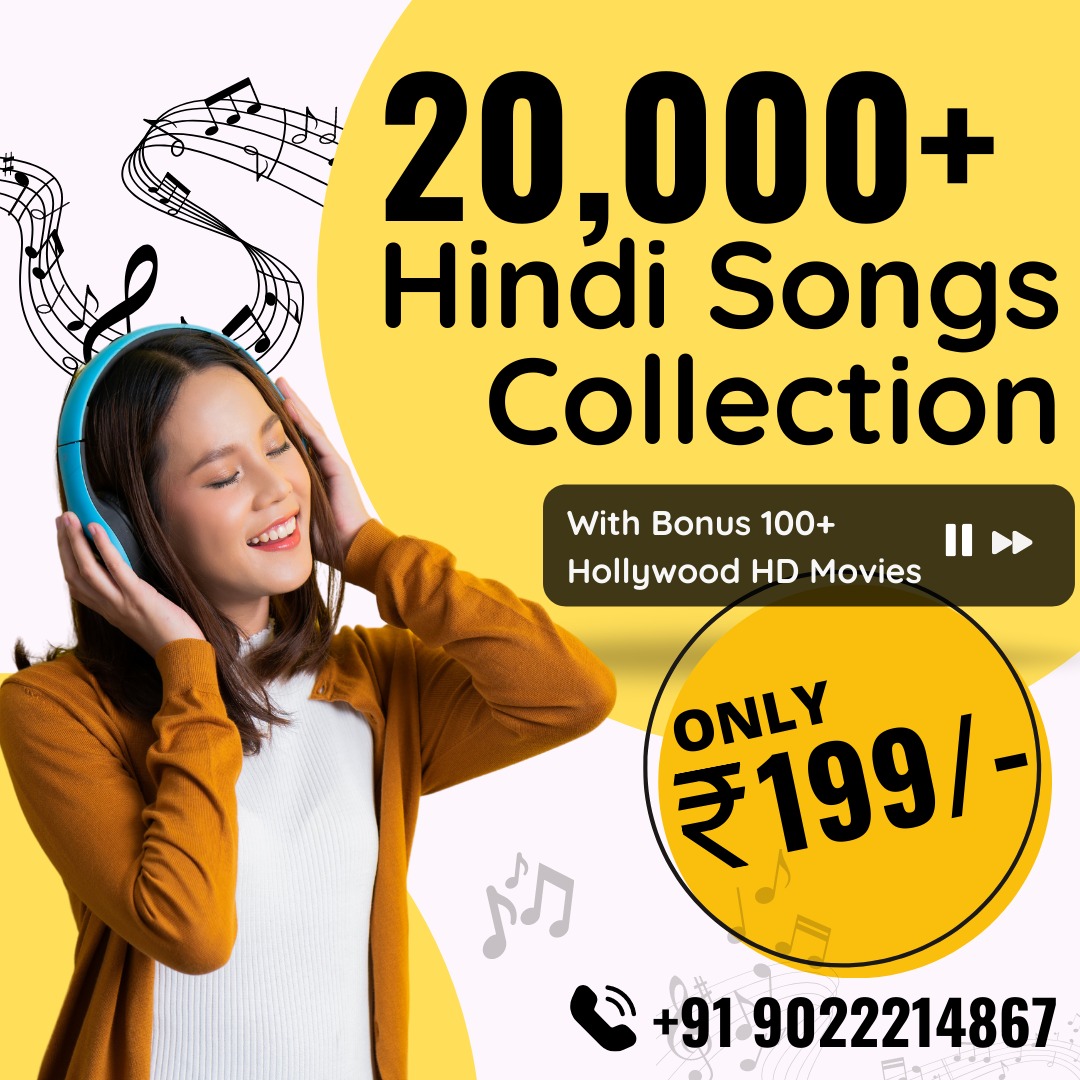 20,000+
Hindi Songs
Collection
With Bonus 100+
Hollywood HD Movies
ONLY
₹199/-
+91 9022214867